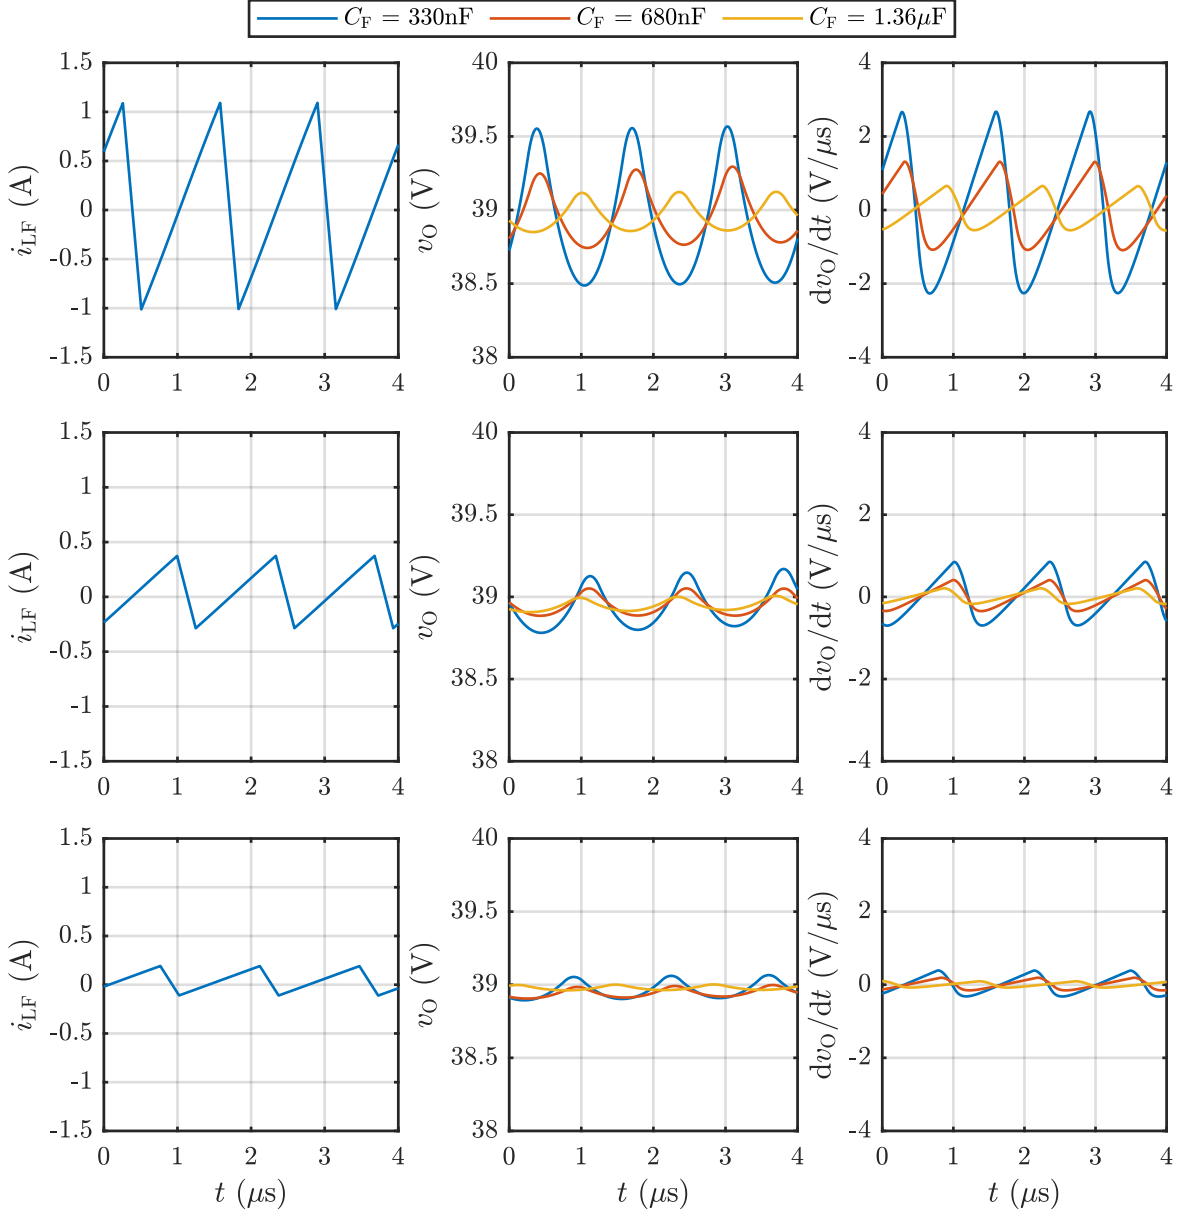 C_F = 330nF C_F = 680nF C_F = 1.36μF
1.5 1 0.5 0 -0.5 -1 -1.5
0 1 2 3 4
i_LF (A)
40 39.5 39 38.5 38
0 1 2 3 4
v_O (V)
4 2 0 -2 -4
0 1 2 3 4
dv_O/dt (V/μs)
1.5 1 0.5 0 -0.5 -1 -1.5
0 1 2 3 4
i_LF (A)
40 39.5 39 38.5 38
0 1 2 3 4
v_O (V)
4 2 0 -2 -4
0 1 2 3 4
dv_O/dt (V/μs)
1.5 1 0.5 0 -0.5 -1 -1.5
0 1 2 3 4
i_LF (A)
t (μs)
40 39.5 39 38.5 38
0 1 2 3 4
v_O (V)
t (μs)
4 2 0 -2 -4
0 1 2 3 4
dv_O/dt (V/μs)
t (μs)